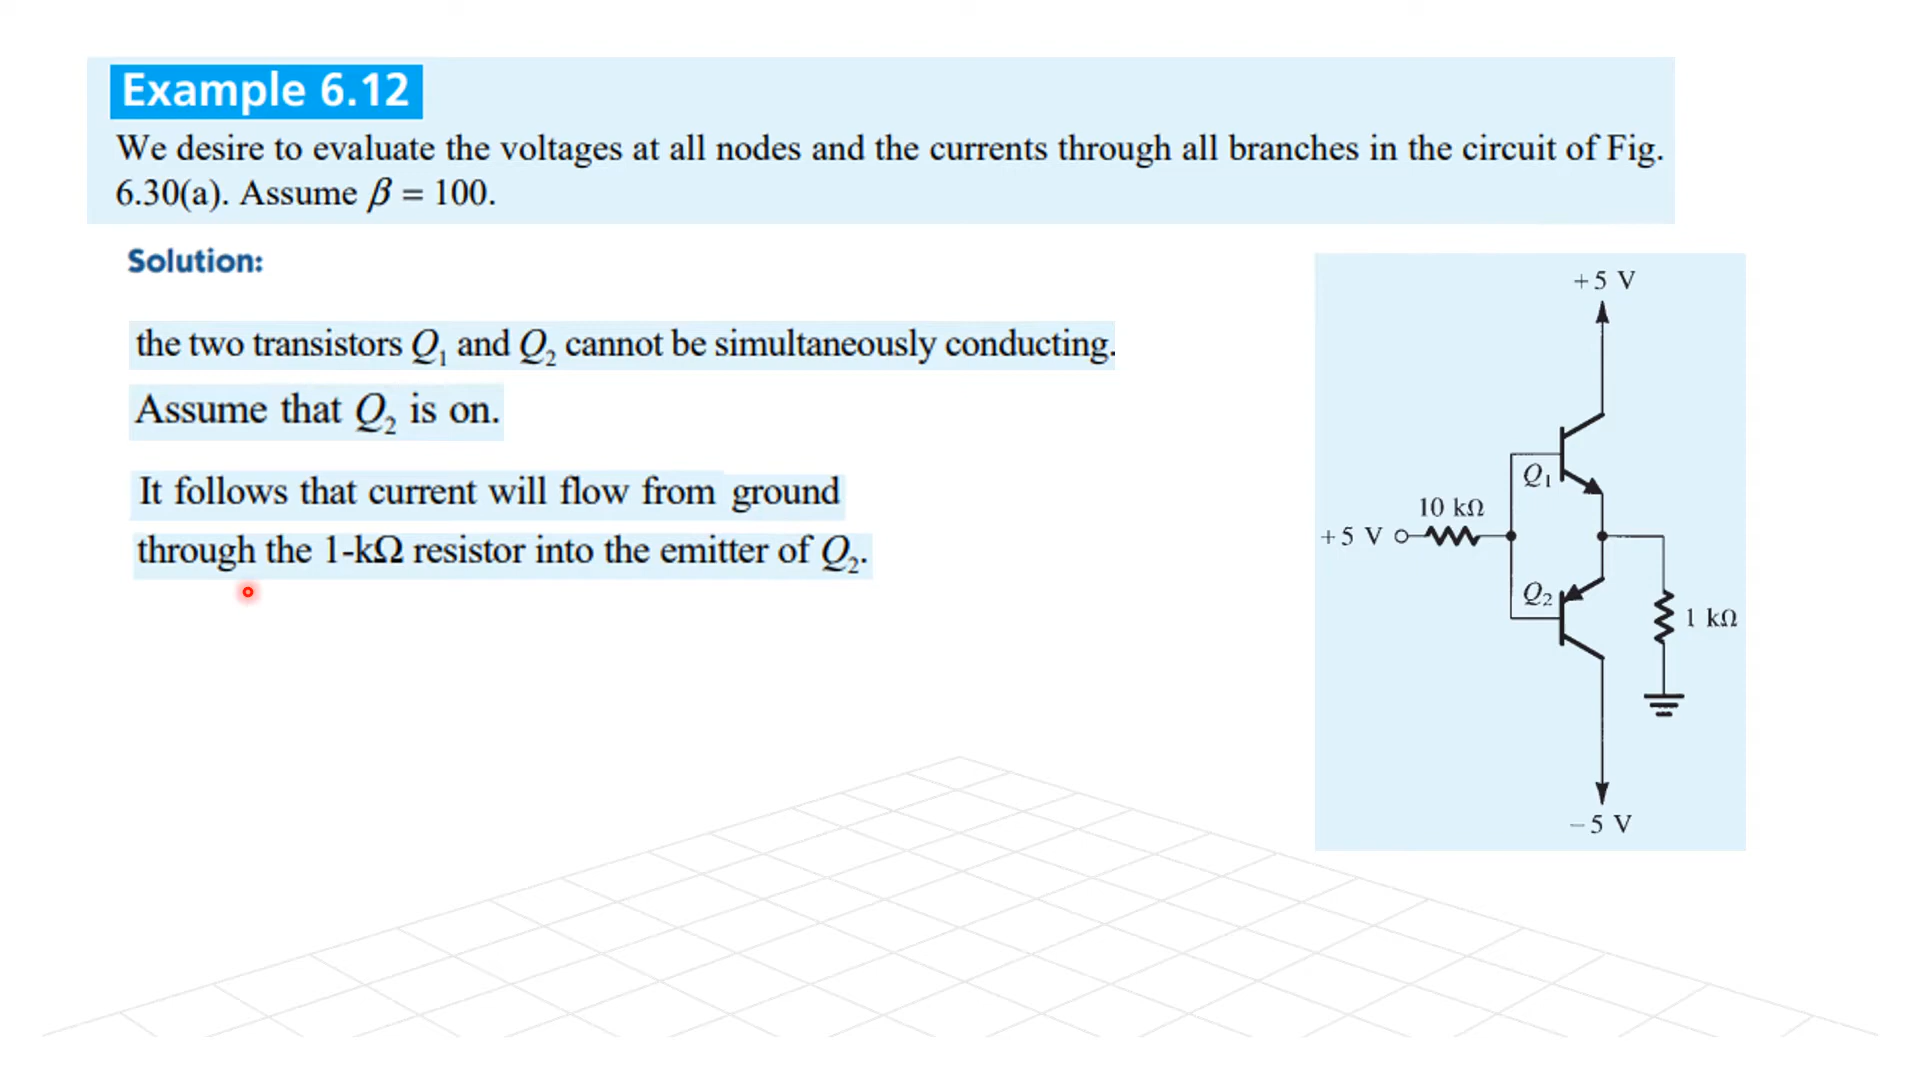 Example 6.12
We desire to evaluate the voltages at all nodes and the currents through all branches in the circuit of Fig.
6.30(a). Assume β = 100.
Solution:
the two transistors Q₁ and Q₂ cannot be simultaneously conducting.
Assume that Q₂ is on.
It follows that current will flow from ground
through the 1-kΩ resistor into the emitter of Q₂.
+5 V
Q₁
10 kΩ
+5 V
Q₂
1 kΩ
−5 V